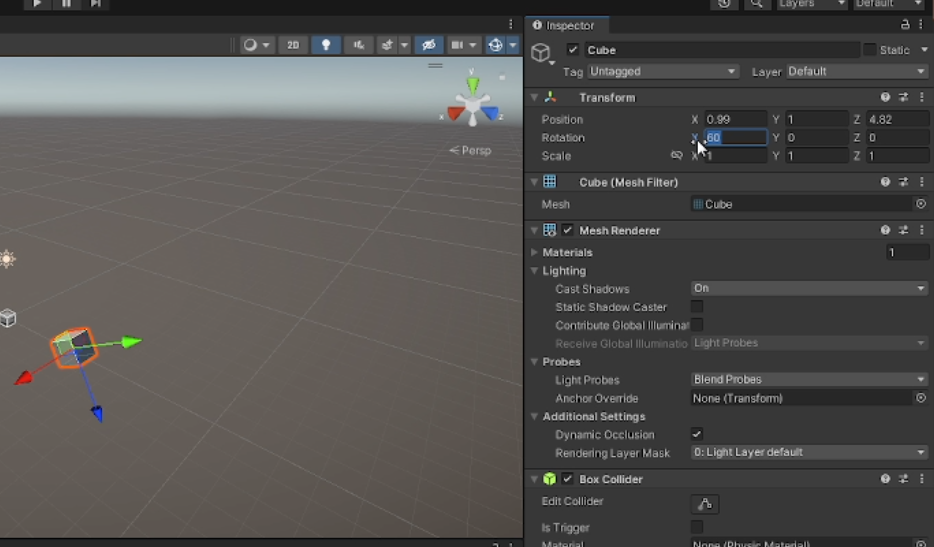 Layers
Default
Inspector
2D
y
x
z
Persp
Cube
Static
Tag Untagged
Layer Default
Transform
Position X 0.99 Y 1 Z 4.82
Rotation X 60 Y 0 Z 0
Scale X 1 Y 1 Z 1
Cube (Mesh Filter)
Mesh Cube
Mesh Renderer
Materials 1
Lighting
Cast Shadows On
Static Shadow Caster
Contribute Global Illuminat
Receive Global Illuminatio Light Probes
Probes
Light Probes Blend Probes
Anchor Override None (Transform)
Additional Settings
Dynamic Occlusion
Rendering Layer Mask 0: Light Layer default
Box Collider
Edit Collider
Is Trigger
Material None (Physic Material)